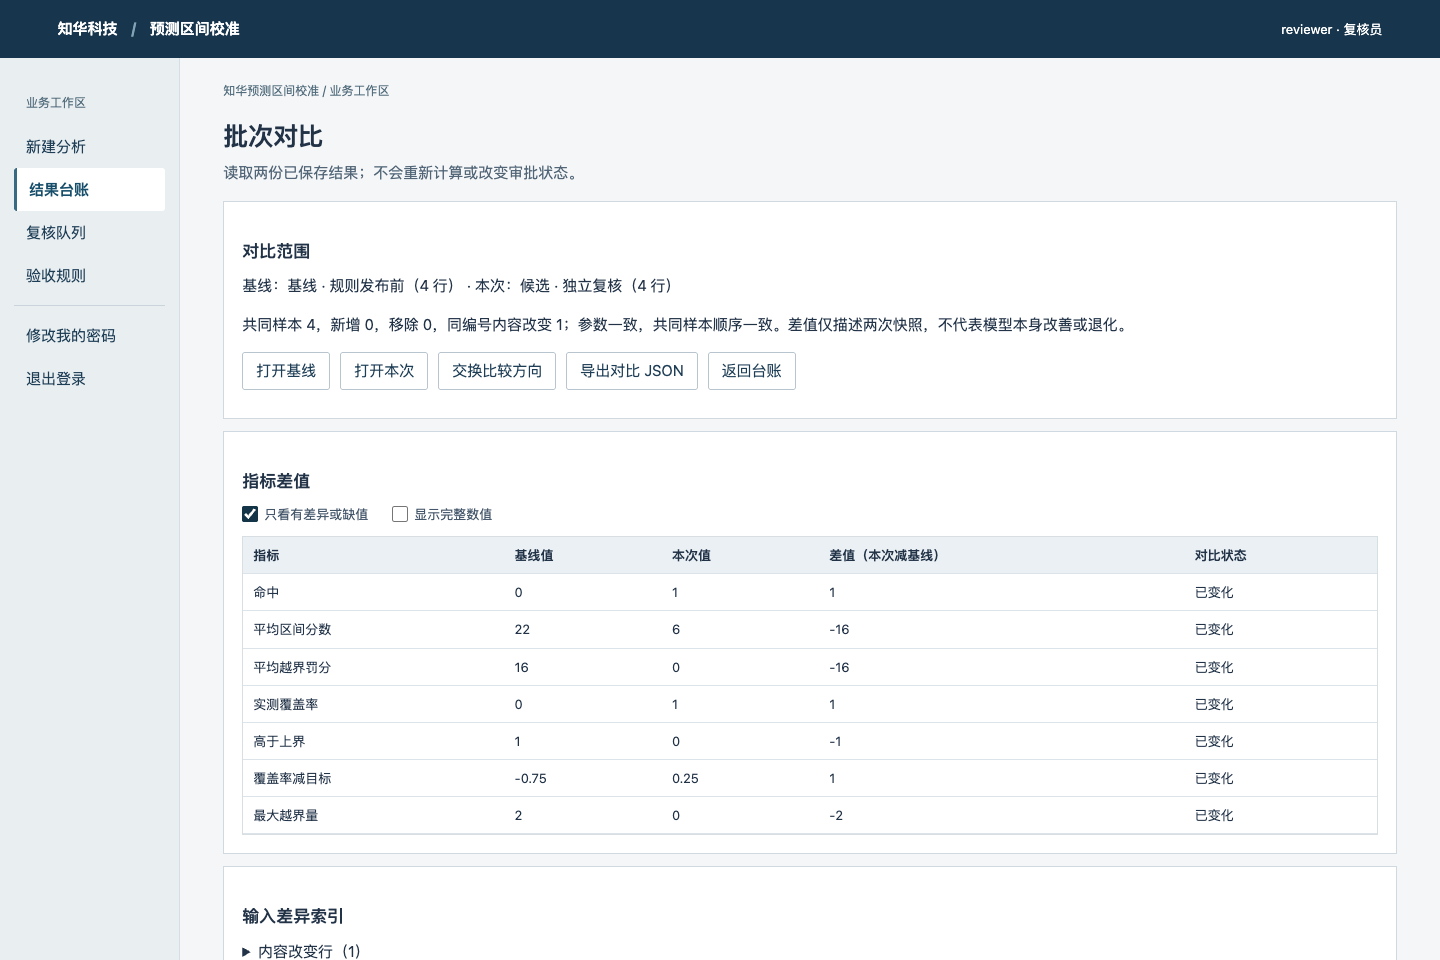 知华科技 / 预测区间校准
reviewer · 复核员
业务工作区
新建分析
结果台账
复核队列
验收规则
修改我的密码
退出登录
知华预测区间校准 / 业务工作区
批次对比
读取两份已保存结果；不会重新计算或改变审批状态。
对比范围
基线：基线 · 规则发布前（4 行） · 本次：候选 · 独立复核（4 行）
共同样本 4，新增 0，移除 0，同编号内容改变 1；参数一致，共同样本顺序一致。差值仅描述两次快照，不代表模型本身改善或退化。
打开基线 打开本次 交换比较方向 导出对比 JSON 返回台账
指标差值
只看有差异或缺值 显示完整数值
指标 基线值 本次值 差值（本次减基线） 对比状态
命中 0 1 1 已变化
平均区间分数 22 6 -16 已变化
平均越界罚分 16 0 -16 已变化
实测覆盖率 0 1 1 已变化
高于上界 1 0 -1 已变化
覆盖率减目标 -0.75 0.25 1 已变化
最大越界量 2 0 -2 已变化
输入差异索引
内容改变行（1）